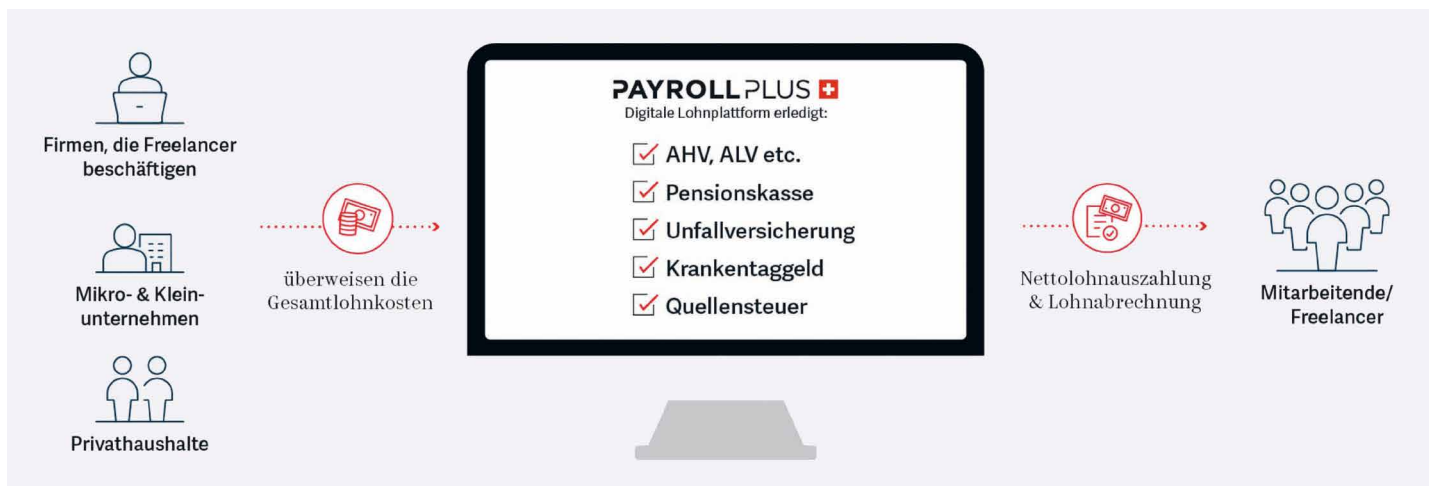 Firmen, die Freelancer
beschäftigen
Mikro- & Klein-
unternehmen
Privathaushalte
überweisen die
Gesamtlohnkosten
PAYROLLPLUS
Digitale Lohnplattform erledigt:
AHV, ALV etc.
Pensionskasse
Unfallversicherung
Krankentaggeld
Quellensteuer
Nettolohnauszahlung
& Lohnabrechnung
Mitarbeitende/
Freelancer